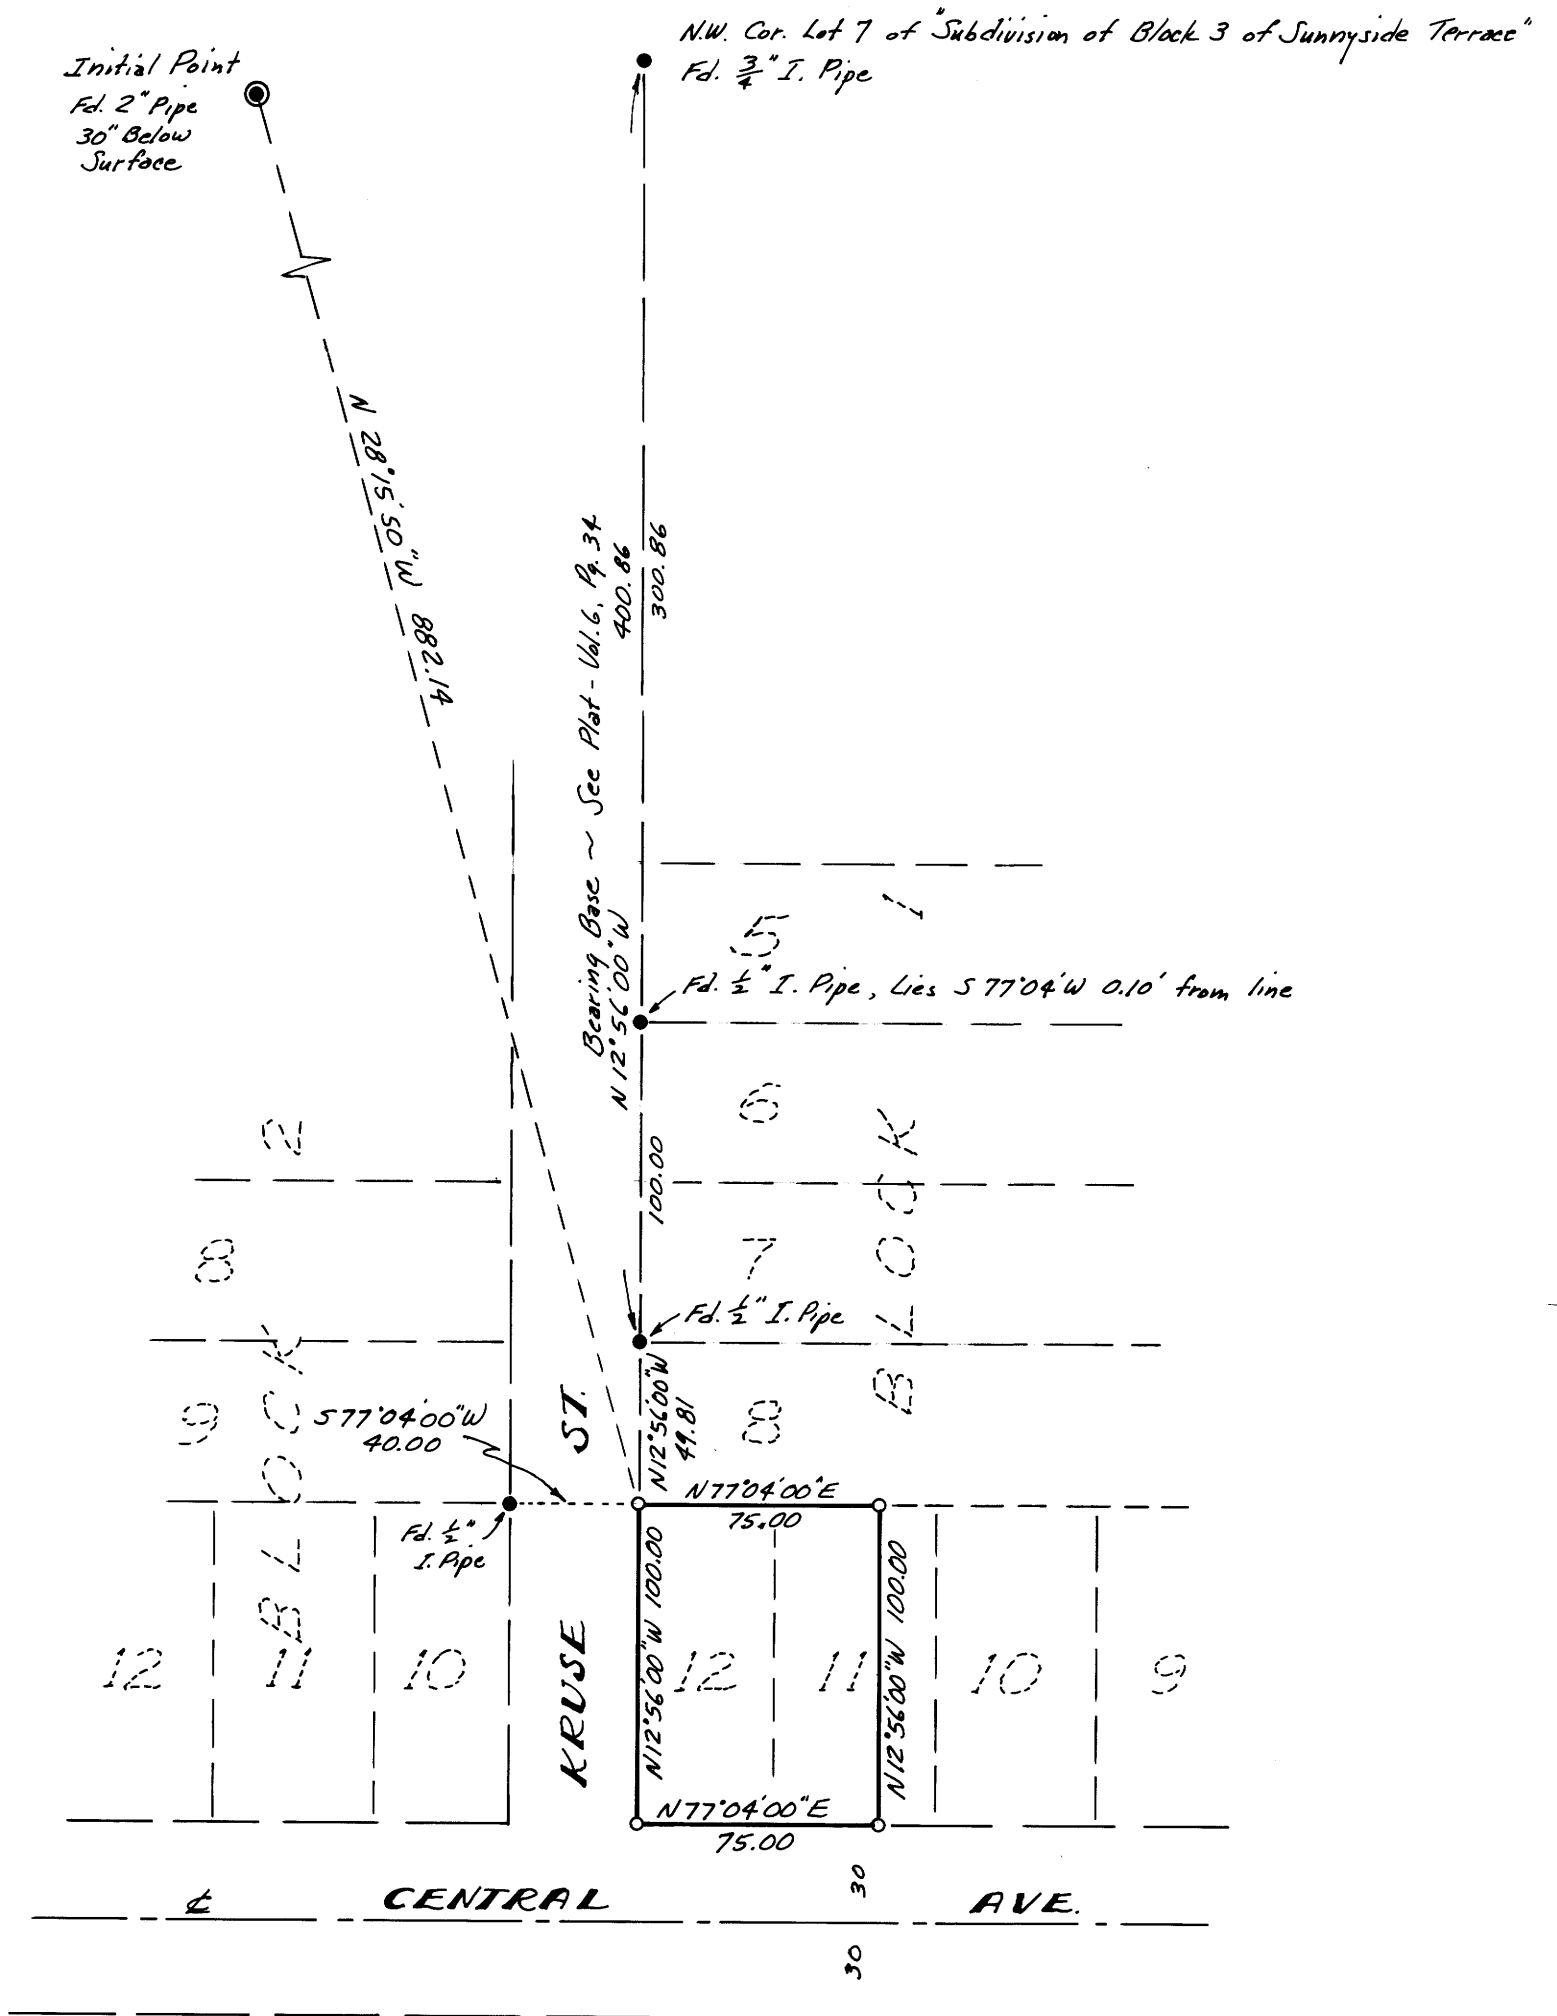 N.W. Cor. Lot 7 of "Subdivision of Block 3 of Sunnyside Terrace"
Fd. 3/4" I. Pipe
Initial Point
Fd. 2" Pipe
30" Below
Surface
N 28°15'50"W 882.14
Bearing Base ~ See Plat - Vol. 6, Pg. 34
N 12°56'00"W
400.86
300.86
5
1
Fd. 1/2" I. Pipe, Lies S 77°04'W 0.10' from line
6
100.00
2
8
7
BLOCK
Fd. 1/2" I. Pipe
N12°56'00"W
49.81
8
9
BLOCK
S77°04'00"W
40.00
KRUSE ST.
Fd. 1/2"
I. Pipe
N77°04'00"E
75.00
12
11
10
N12°56'00"W 100.00
12
11
N12°56'00"W 100.00
10
9
N77°04'00"E
75.00
℄ CENTRAL AVE.
30
30